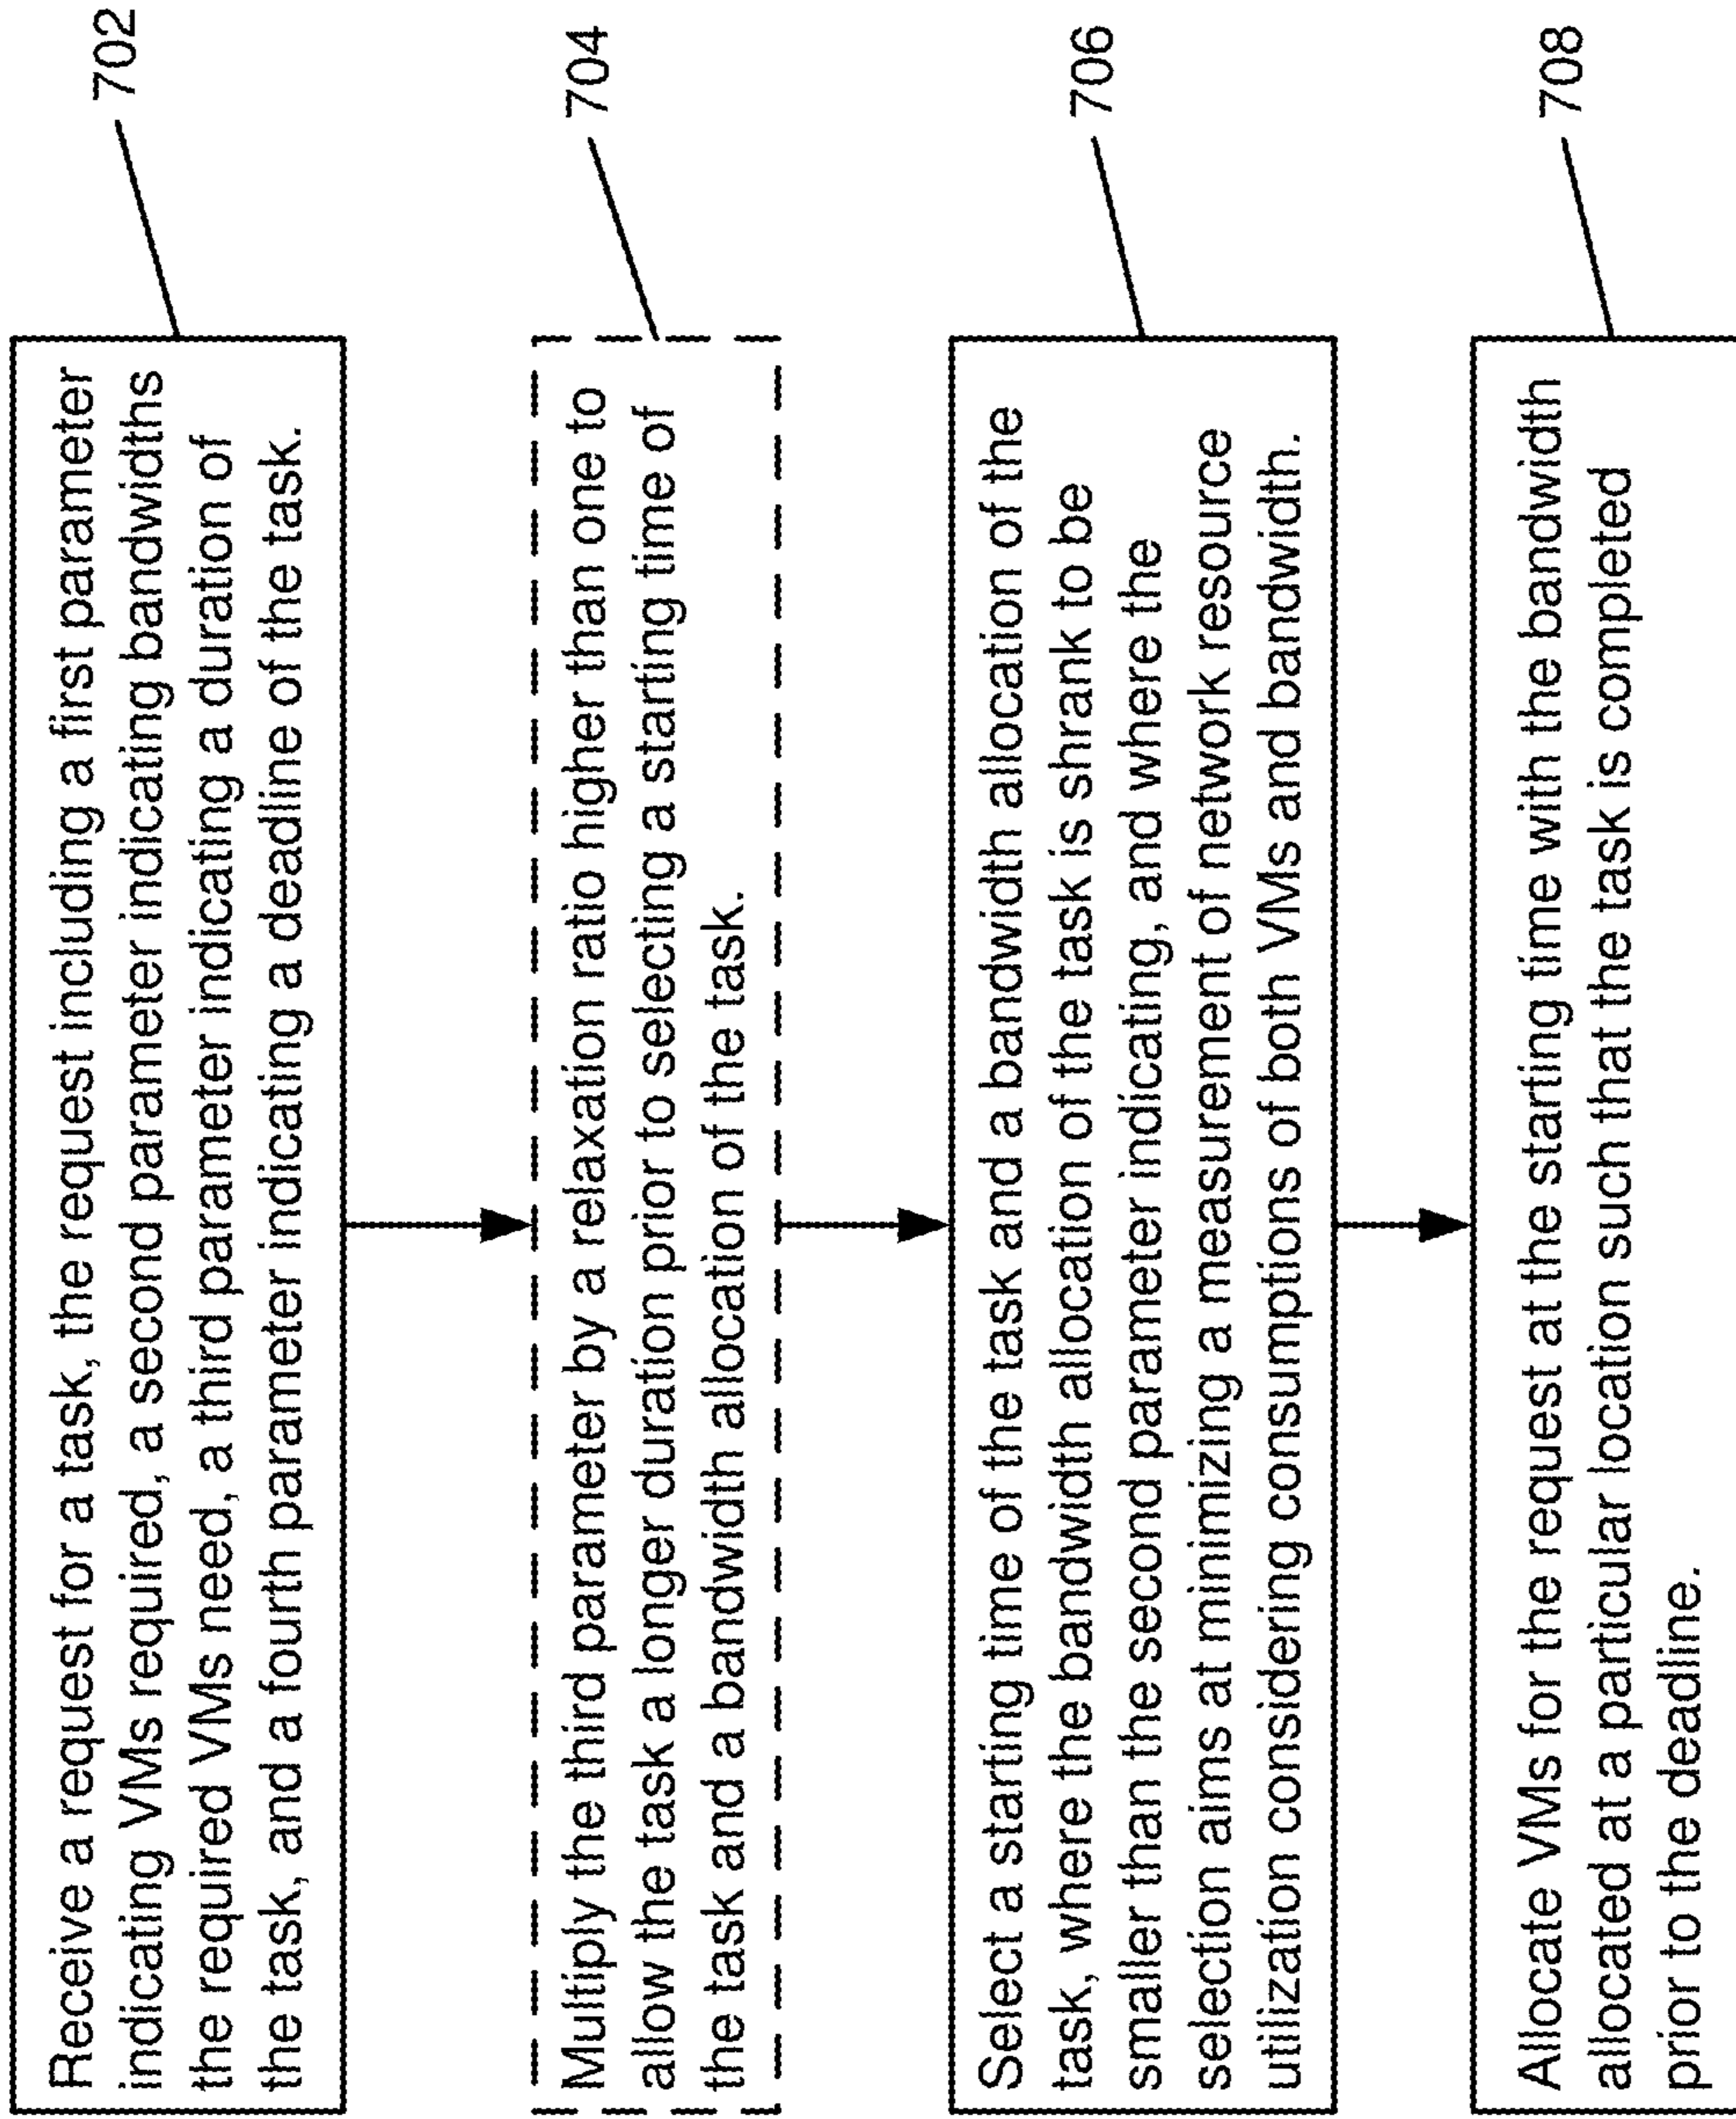 Receive a request for a task, the request including a first parameter
indicating VMs required, a second parameter indicating bandwidths
the required VMs need, a third parameter indicating a duration of
the task, and a fourth parameter indicating a deadline of the task.
702
Multiply the third parameter by a relaxation ratio higher than one to
allow the task a longer duration prior to selecting a starting time of
the task and a bandwidth allocation of the task.
704
Select a starting time of the task and a bandwidth allocation of the
task, where the bandwidth allocation of the task is shrank to be
smaller than the second parameter indicating, and where the
selection aims at minimizing a measurement of network resource
utilization considering consumptions of both VMs and bandwidth.
706
Allocate VMs for the request at the starting time with the bandwidth
allocated at a particular location such that the task is completed
prior to the deadline.
708